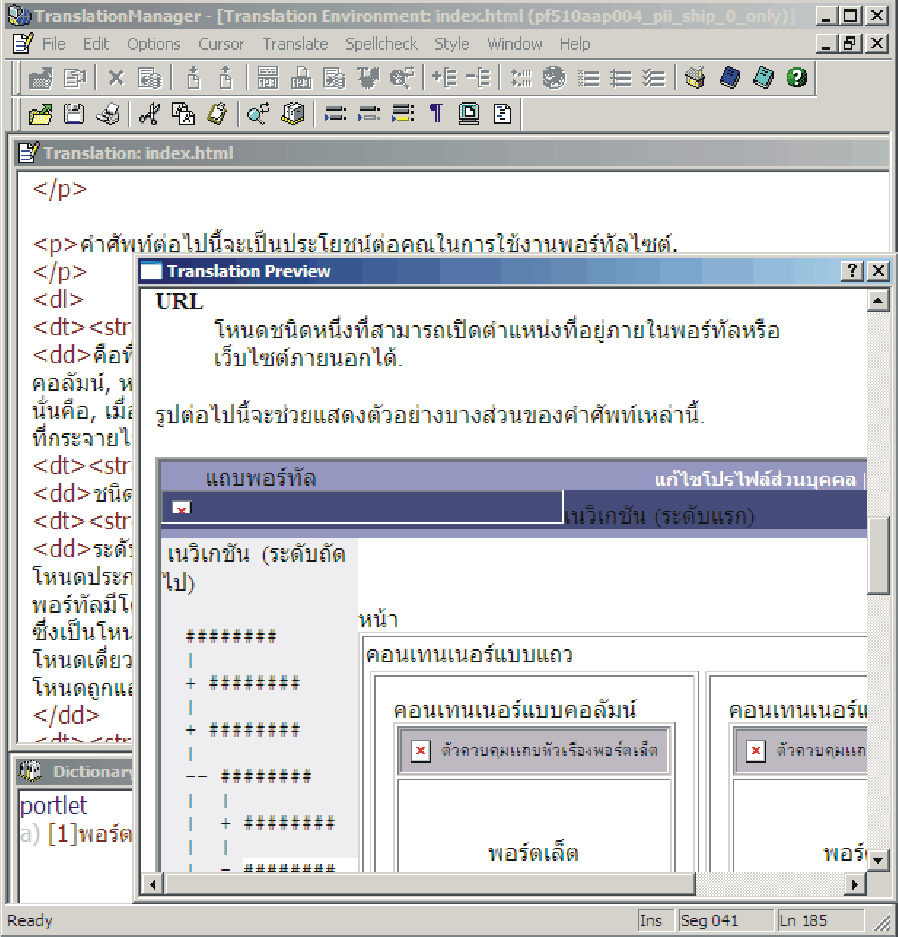 TranslationManager - [Translation Environment: index.html (pf510aap004_pii_ship_0_only)]
File Edit Options Cursor Translate Spellcheck Style Window Help
Translation: index.html
</p>
<p>คำศัพท์ต่อไปนี้จะเป็นประโยชน์ต่อคุณในการใช้งานพอร์ทัลไซต์.
</p>
<dl>
<dt><str
<dd>คือ
คอลัมน์, ห
นั่นคือ, เมื่อ
ที่กระจายไ
<dt><str
<dd>ชนิด
<dt><str
<dd>ระดับ
โหนดประก
พอร์ทัลมีโ
ซึ่งเป็นโหน
โหนดเดี่ยว
โหนดถูกแ
</dd>
<dt><str
Translation Preview
URL
โหนดชนิดหนึ่งที่สามารถเปิดตำแหน่งที่อยู่ภายในพอร์ทัลหรือ
เว็บไซต์ภายนอกได้.
รูปต่อไปนี้จะช่วยแสดงตัวอย่างบางส่วนของคำศัพท์เหล่านี้.
แถบพอร์ทัล
แก้ไขโปรไฟล์ส่วนบุคคล |
เนวิเกชัน (ระดับแรก)
เนวิเกชัน (ระดับถัด
ไป)
########
|
+ ########
|
+ ########
|
-- ########
| |
| + ########
| |
| - ########
หน้า
คอนเทนเนอร์แบบแถว
คอนเทนเนอร์แบบคอลัมน์
คอนเทนเนอร์แ
ตัวควบคุมแถบหัวเรื่องพอร์ตเล็ต
ตัวควบคุมแถ
พอร์ตเล็ต
พอร์
Dictionary
portlet
a) [1]พอร์ต
Ready
Ins Seg 041 Ln 185